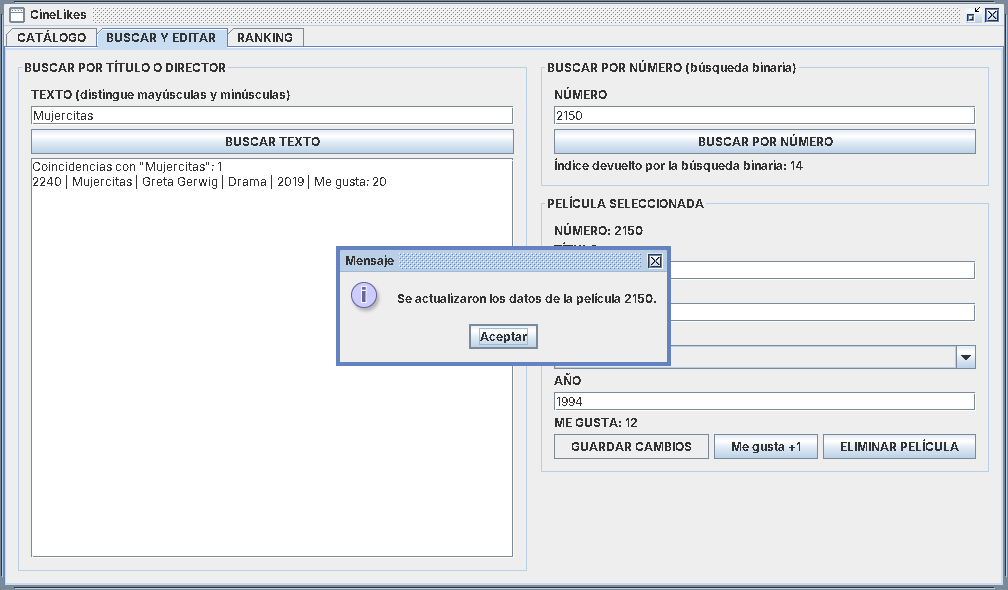 CineLikes
CATÁLOGO
BUSCAR Y EDITAR
RANKING
BUSCAR POR TÍTULO O DIRECTOR
TEXTO (distingue mayúsculas y minúsculas)
Mujercitas
BUSCAR TEXTO
Coincidencias con "Mujercitas": 1
2240 | Mujercitas | Greta Gerwig | Drama | 2019 | Me gusta: 20
BUSCAR POR NÚMERO (búsqueda binaria)
NÚMERO
2150
BUSCAR POR NÚMERO
Índice devuelto por la búsqueda binaria: 14
PELÍCULA SELECCIONADA
NÚMERO: 2150
AÑO
1994
ME GUSTA: 12
GUARDAR CAMBIOS
Me gusta +1
ELIMINAR PELÍCULA
Mensaje
Se actualizaron los datos de la película 2150.
Aceptar